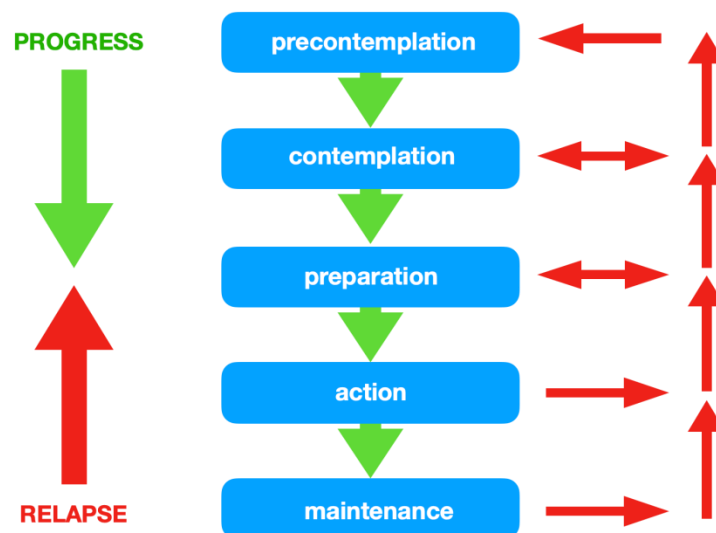 PROGRESS
precontemplation
contemplation
preparation
action
maintenance
RELAPSE